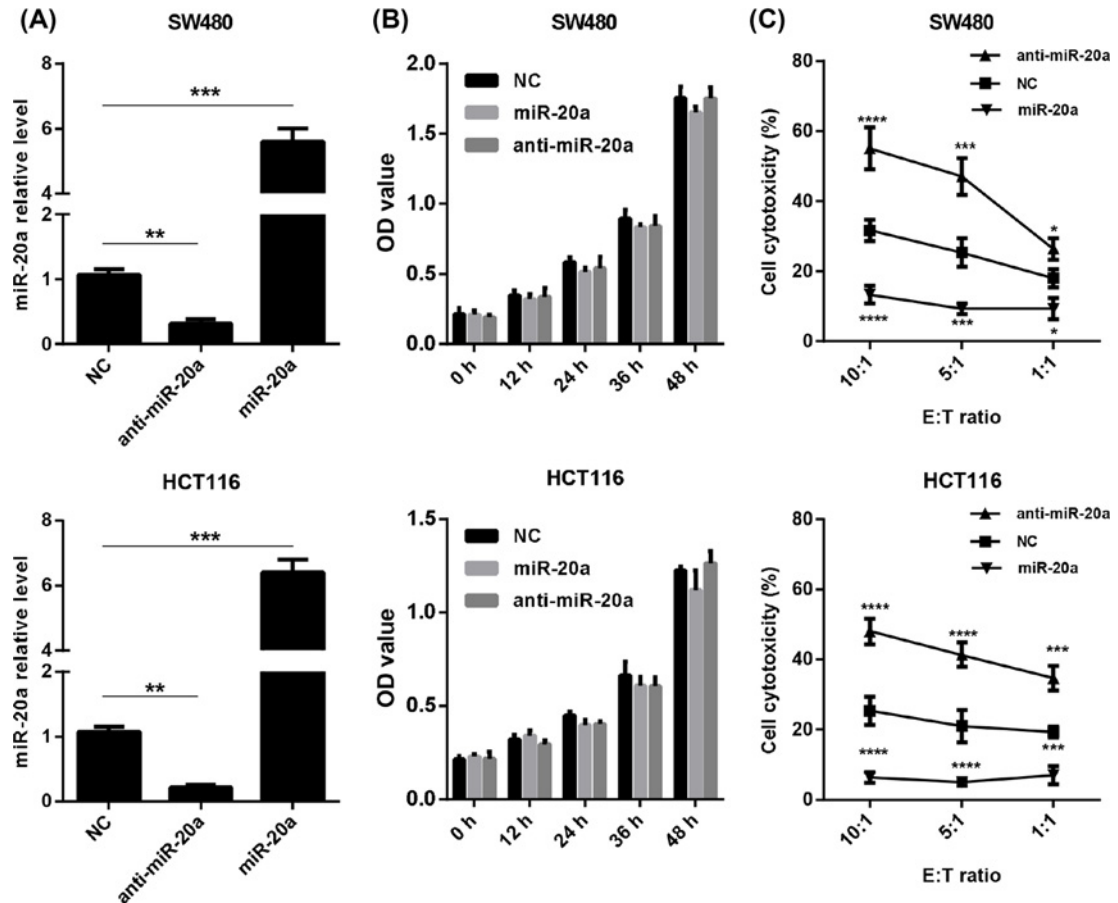 (A)
SW480
miR-20a relative level
8
6
4
2
1
0
***
**
NC
anti-miR-20a
miR-20a
(B)
SW480
OD value
2.0
1.5
1.0
0.5
0.0
NC
miR-20a
anti-miR-20a
0 h
12 h
24 h
36 h
48 h
(C)
SW480
Cell cytotoxicity (%)
80
60
40
20
0
anti-miR-20a
NC
miR-20a
****
***
*
****
***
*
10:1
5:1
1:1
E:T ratio
HCT116
miR-20a relative level
8
6
4
2
1
0
***
**
NC
anti-miR-20a
miR-20a
HCT116
OD value
1.5
1.0
0.5
0.0
NC
miR-20a
anti-miR-20a
0 h
12 h
24 h
36 h
48 h
HCT116
Cell cytotoxicity (%)
80
60
40
20
0
anti-miR-20a
NC
miR-20a
****
****
***
****
****
***
10:1
5:1
1:1
E:T ratio